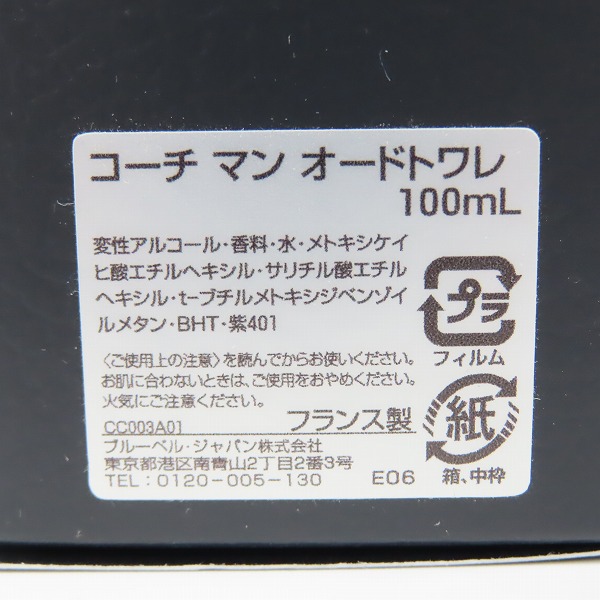 コーチ マン オードトワレ
100mL
変性アルコール・香料・水・メトキシケイ
ヒ酸エチルヘキシル・サリチル酸エチル
ヘキシル・t-ブチルメトキシジベンゾイ
ルメタン・BHT・紫401
プラ
フィルム
〈ご使用上の注意〉を読んでからお使いください。
お肌に合わないときは、ご使用をおやめください。
火気にご注意ください。
CC003A01 フランス製
ブルーベル・ジャパン株式会社
東京都港区南青山2丁目2番3号
TEL:0120-005-130 E06
紙
箱、中枠